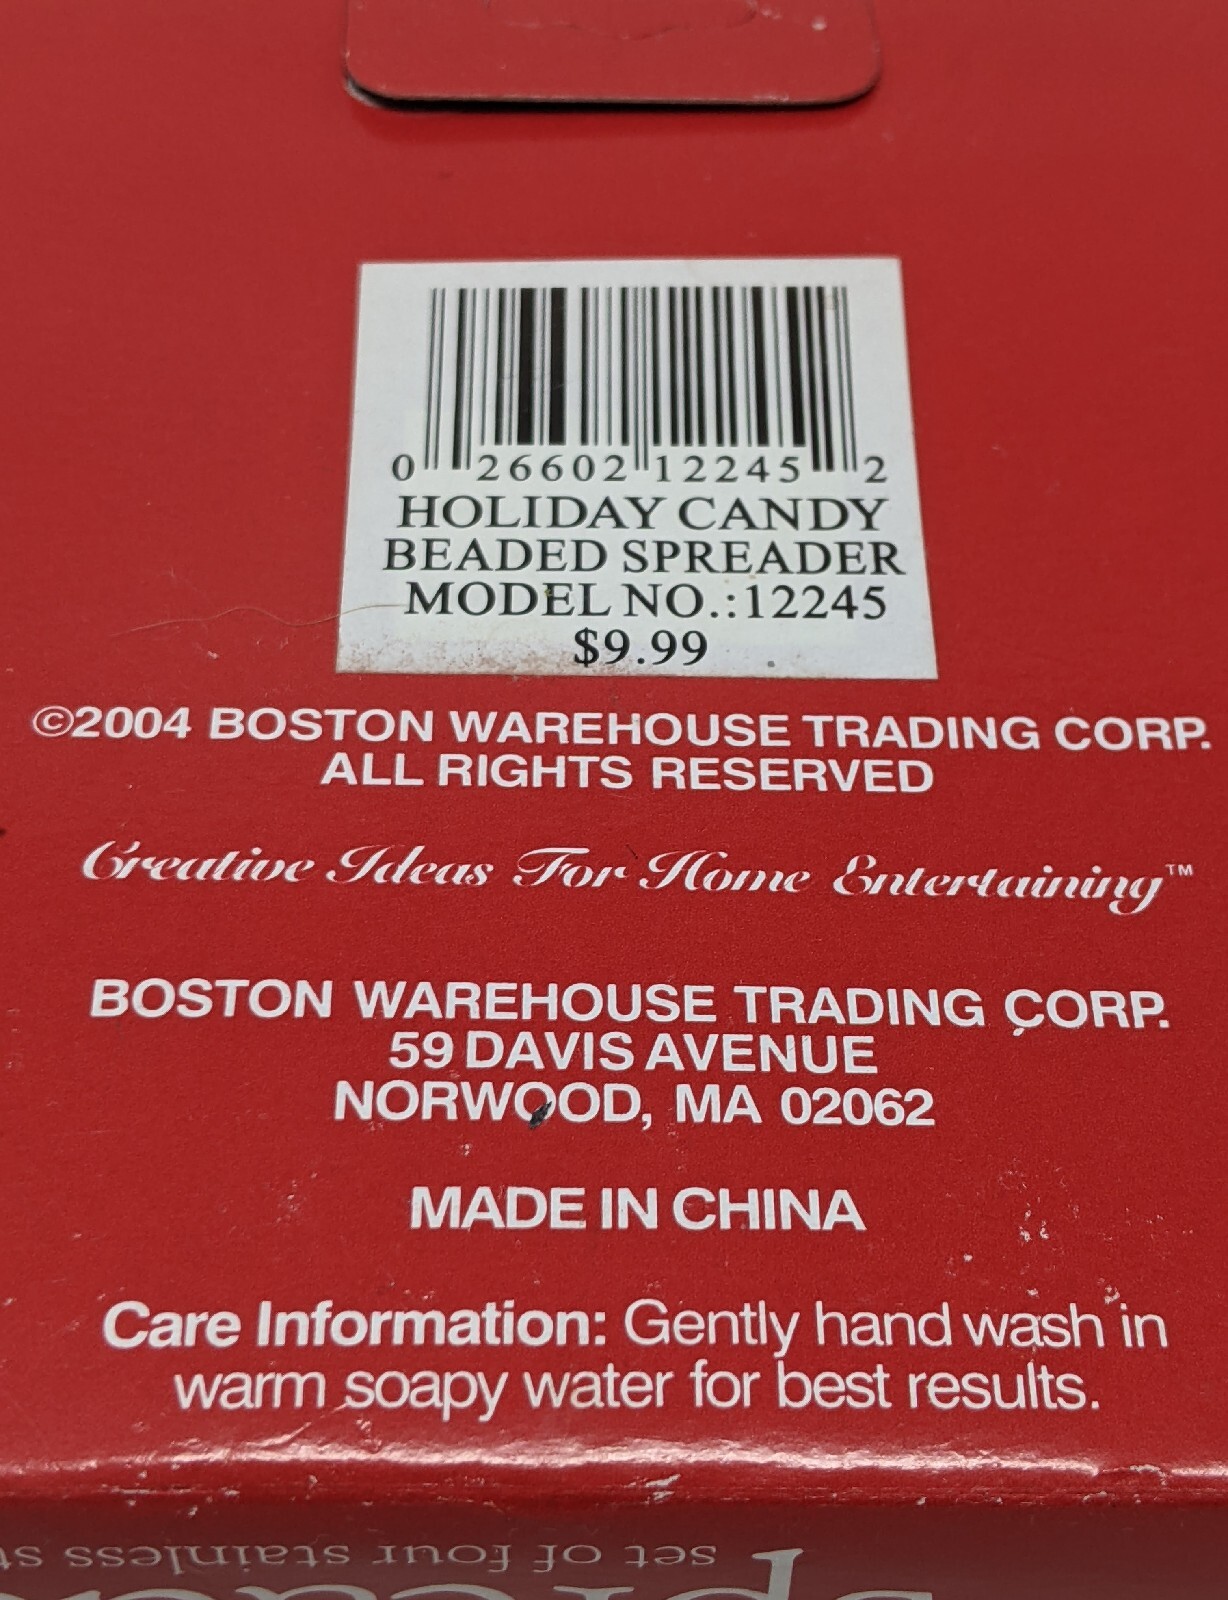 0 26602 12245 2
HOLIDAY CANDY
BEADED SPREADER
MODEL NO.:12245
$9.99
©2004 BOSTON WAREHOUSE TRADING CORP.
ALL RIGHTS RESERVED
Creative Ideas For Home Entertaining™
BOSTON WAREHOUSE TRADING CORP.
59 DAVIS AVENUE
NORWOOD, MA 02062
MADE IN CHINA
Care Information: Gently hand wash in
warm soapy water for best results.
set of four stainless